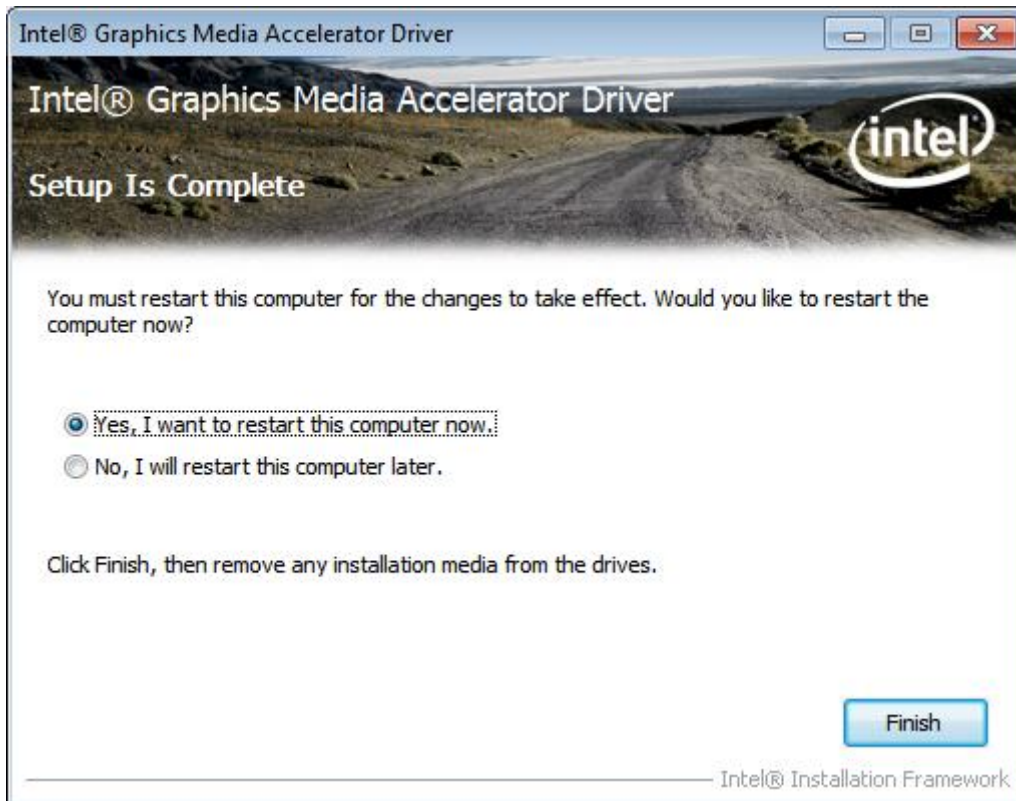 Intel® Graphics Media Accelerator Driver
Intel® Graphics Media Accelerator Driver
intel
Setup Is Complete
You must restart this computer for the changes to take effect. Would you like to restart the
computer now?
Yes, I want to restart this computer now.
No, I will restart this computer later.
Click Finish, then remove any installation media from the drives.
Finish
Intel® Installation Framework